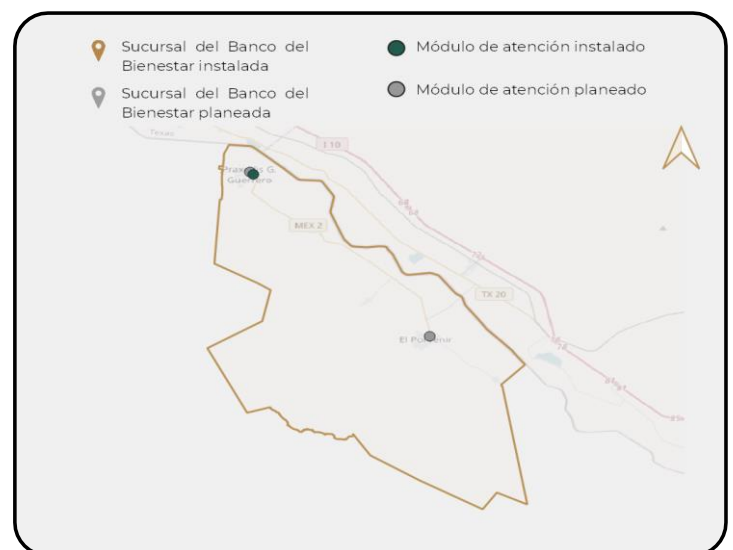 Sucursal del Banco del
Bienestar instalada
Módulo de atención instalado
Sucursal del Banco del
Bienestar planeada
Módulo de atención planeado
Texas
I 10
G.
Guerrero
MEX 2
TX 20
El